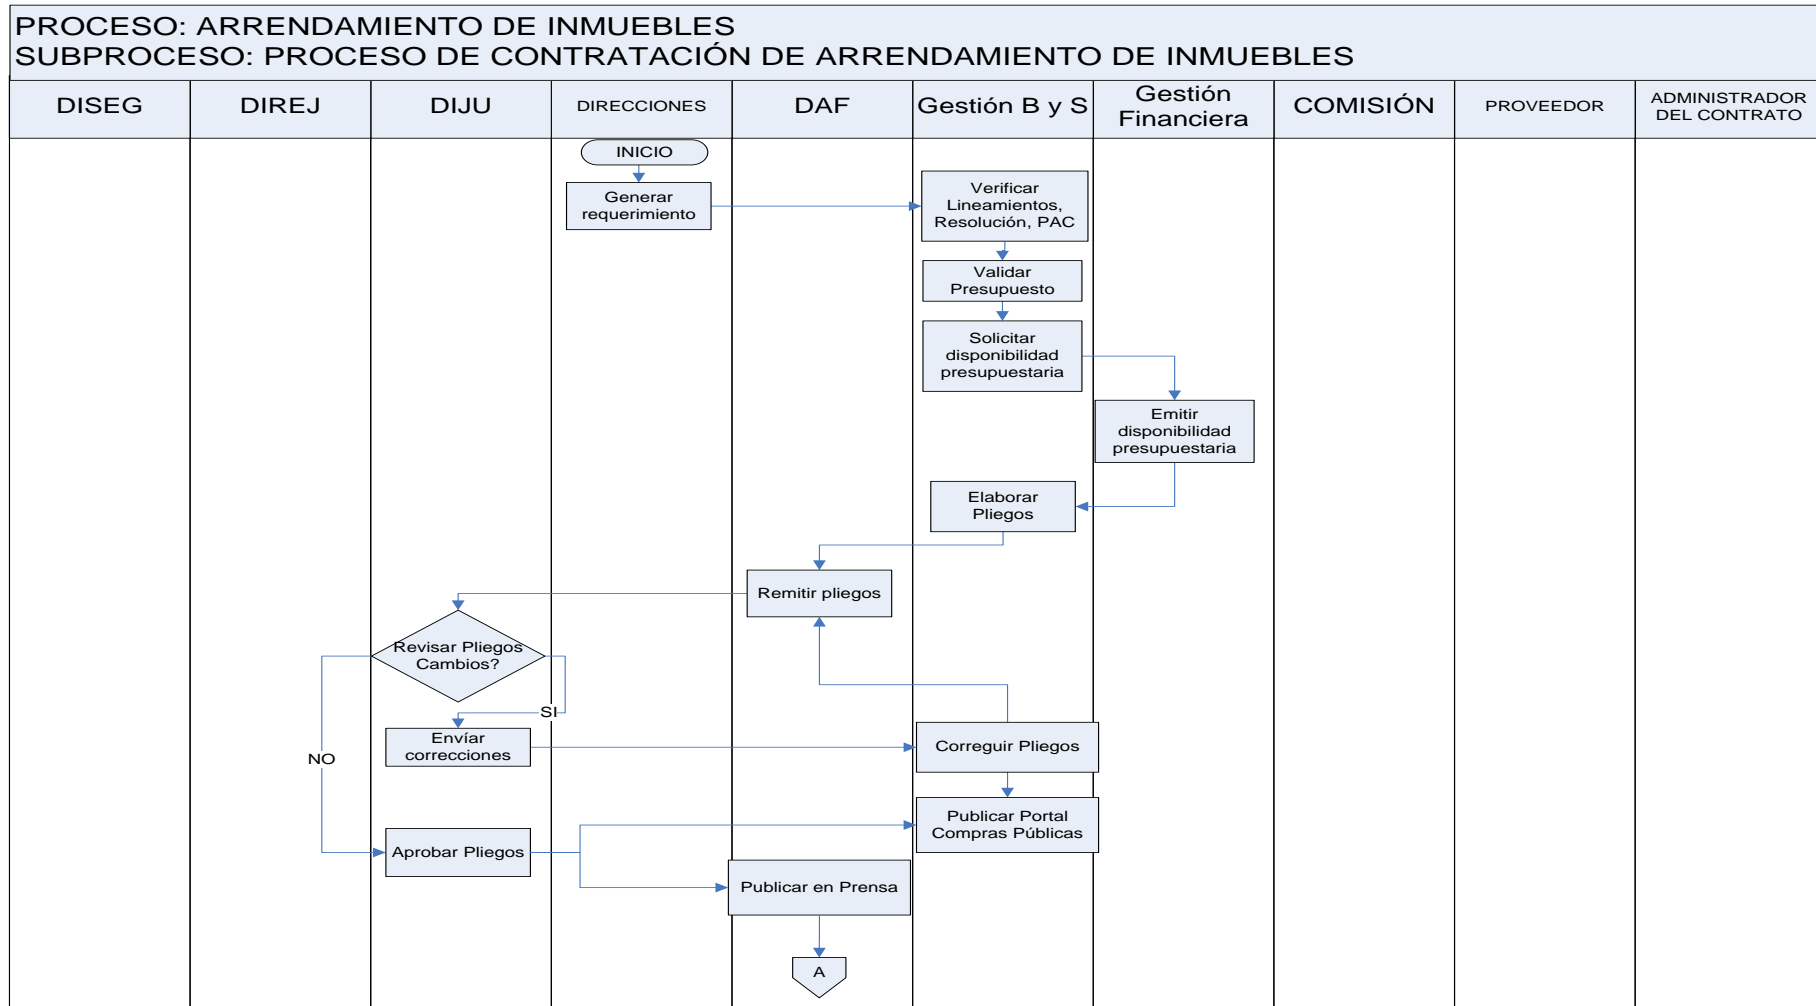 PROCESO: ARRENDAMIENTO DE INMUEBLES
SUBPROCESO: PROCESO DE CONTRATACIÓN DE ARRENDAMIENTO DE INMUEBLES
DISEG
DIREJ
DIJU
DIRECCIONES
DAF
Gestión B y S
Gestión
Financiera
COMISIÓN
PROVEEDOR
ADMINISTRADOR
DEL CONTRATO
INICIO
Generar
requerimiento
Verificar
Lineamientos,
Resolución, PAC
Validar
Presupuesto
Solicitar
disponibilidad
presupuestaria
Emitir
disponibilidad
presupuestaria
Elaborar
Pliegos
Remitir pliegos
Revisar Pliegos
Cambios?
SI
NO
Envíar
correcciones
Correguir Pliegos
Publicar Portal
Compras Públicas
Aprobar Pliegos
Publicar en Prensa
A